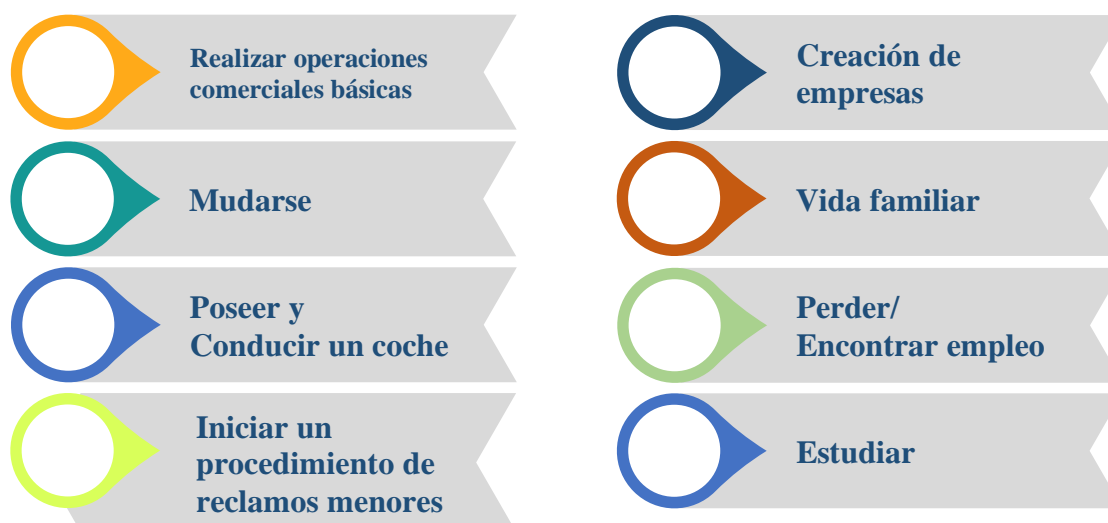 Realizar operaciones
comerciales básicas
Mudarse
Poseer y
Conducir un coche
Iniciar un
procedimiento de
reclamos menores
Creación de
empresas
Vida familiar
Perder/
Encontrar empleo
Estudiar